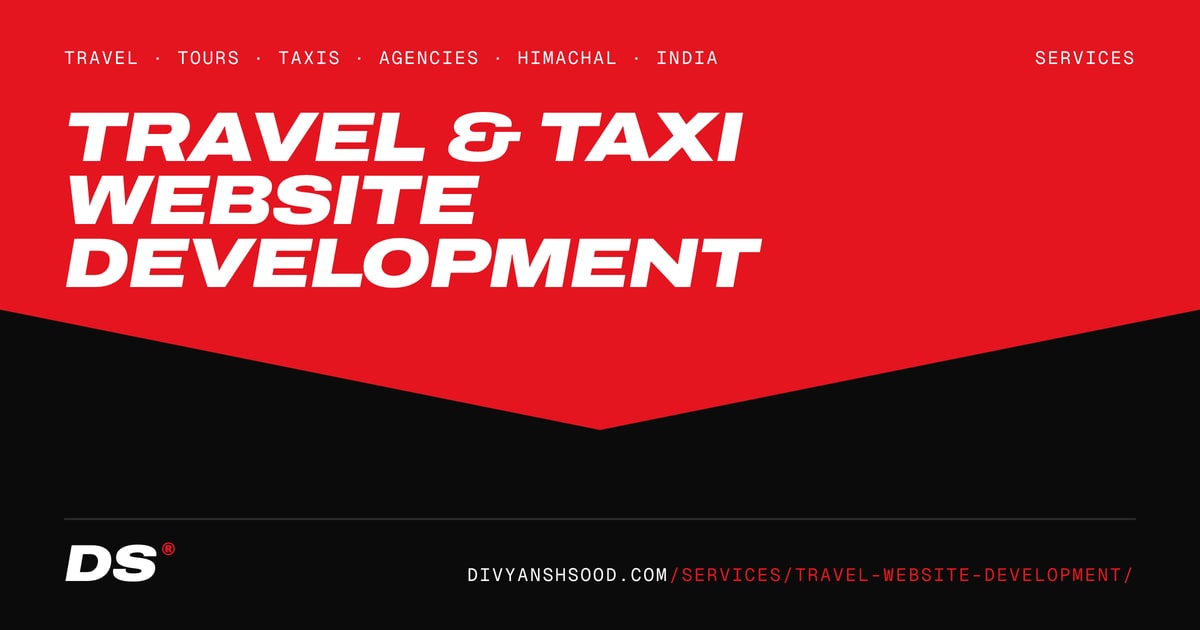 TRAVEL · TOURS · TAXIS · AGENCIES · HIMACHAL · INDIA
SERVICES
TRAVEL & TAXI
WEBSITE
DEVELOPMENT
DS®
DIVYANSHSOOD.COM/SERVICES/TRAVEL-WEBSITE-DEVELOPMENT/